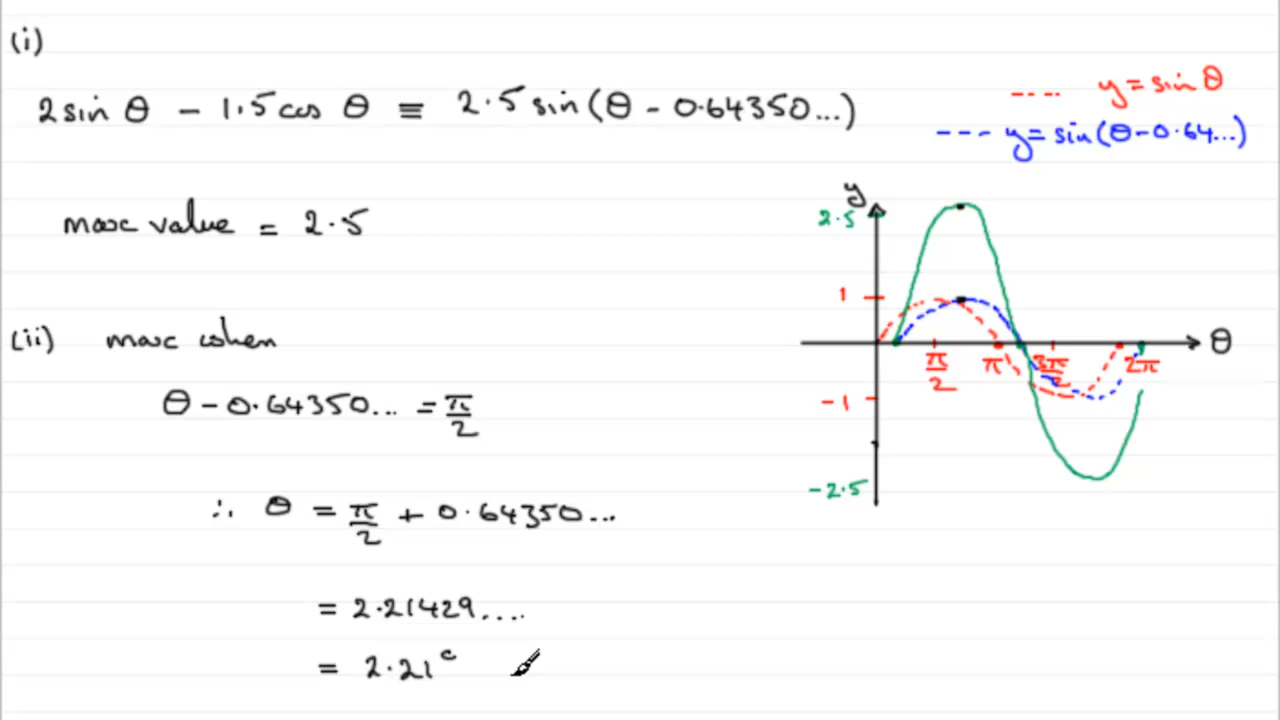 (i)
2 sin θ - 1.5 cos θ ≡ 2.5 sin(θ - 0.64350...)
max value = 2.5
(ii) max when
θ - 0.64350... = π/2
∴ θ = π/2 + 0.64350...
= 2.21429....
= 2.21ᶜ
--- y = sin θ
--- y = sin(θ - 0.64...)
y
2.5
1
θ
π/2 π 3π/2 2π
-1
-2.5